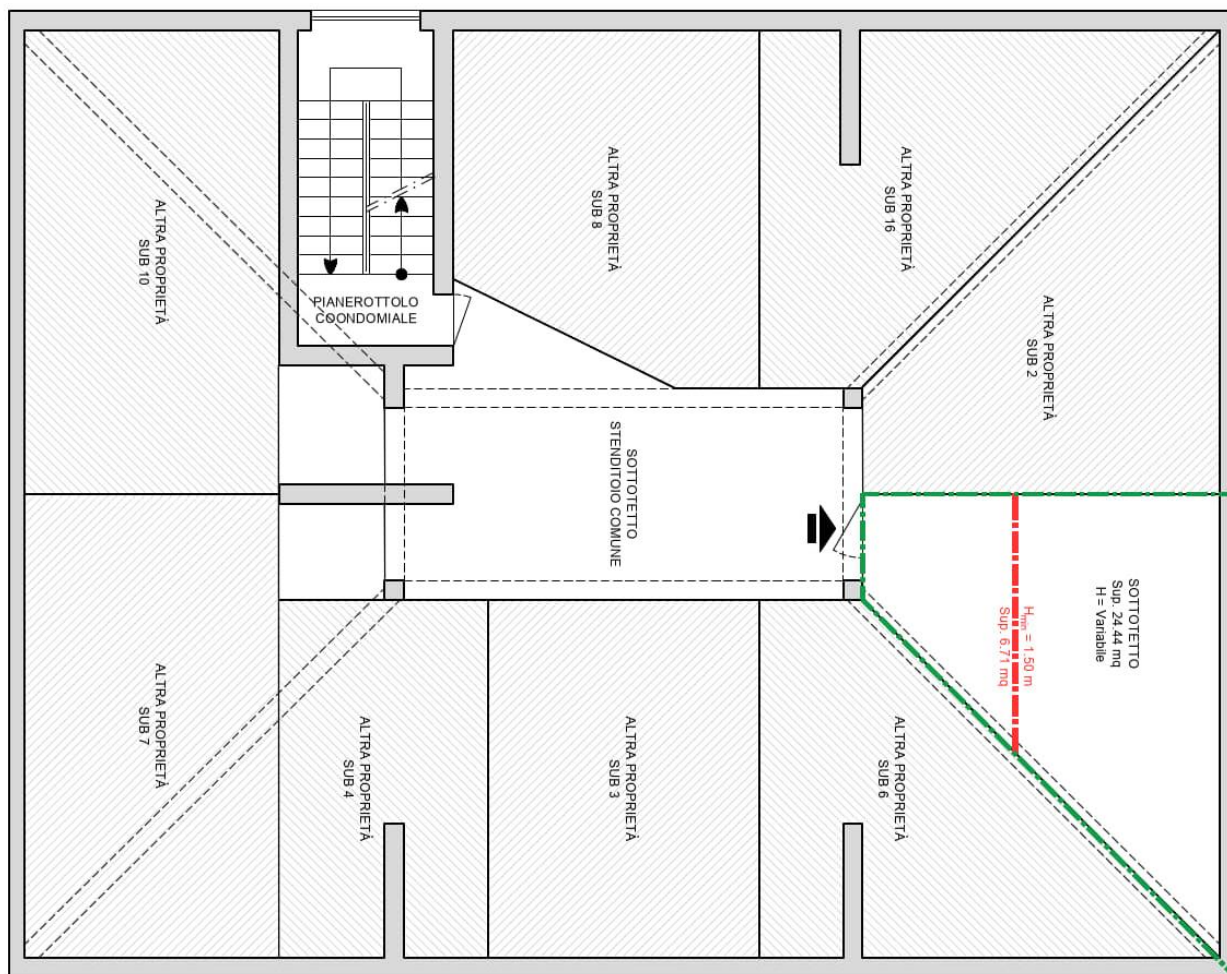 ALTRA PROPRIETÀ
SUB 10
PIANEROTTOLO
COONDOMIALE
ALTRA PROPRIETÀ
SUB 8
ALTRA PROPRIETÀ
SUB 16
ALTRA PROPRIETÀ
SUB 2
SOTTOTETTO
STENDITOIO COMUNE
SOTTOTETTO
Sup. 24.44 mq
H = Variabile
Hmin = 1.50 m
Sup. 6.71 mq
ALTRA PROPRIETÀ
SUB 7
ALTRA PROPRIETÀ
SUB 4
ALTRA PROPRIETÀ
SUB 3
ALTRA PROPRIETÀ
SUB 6